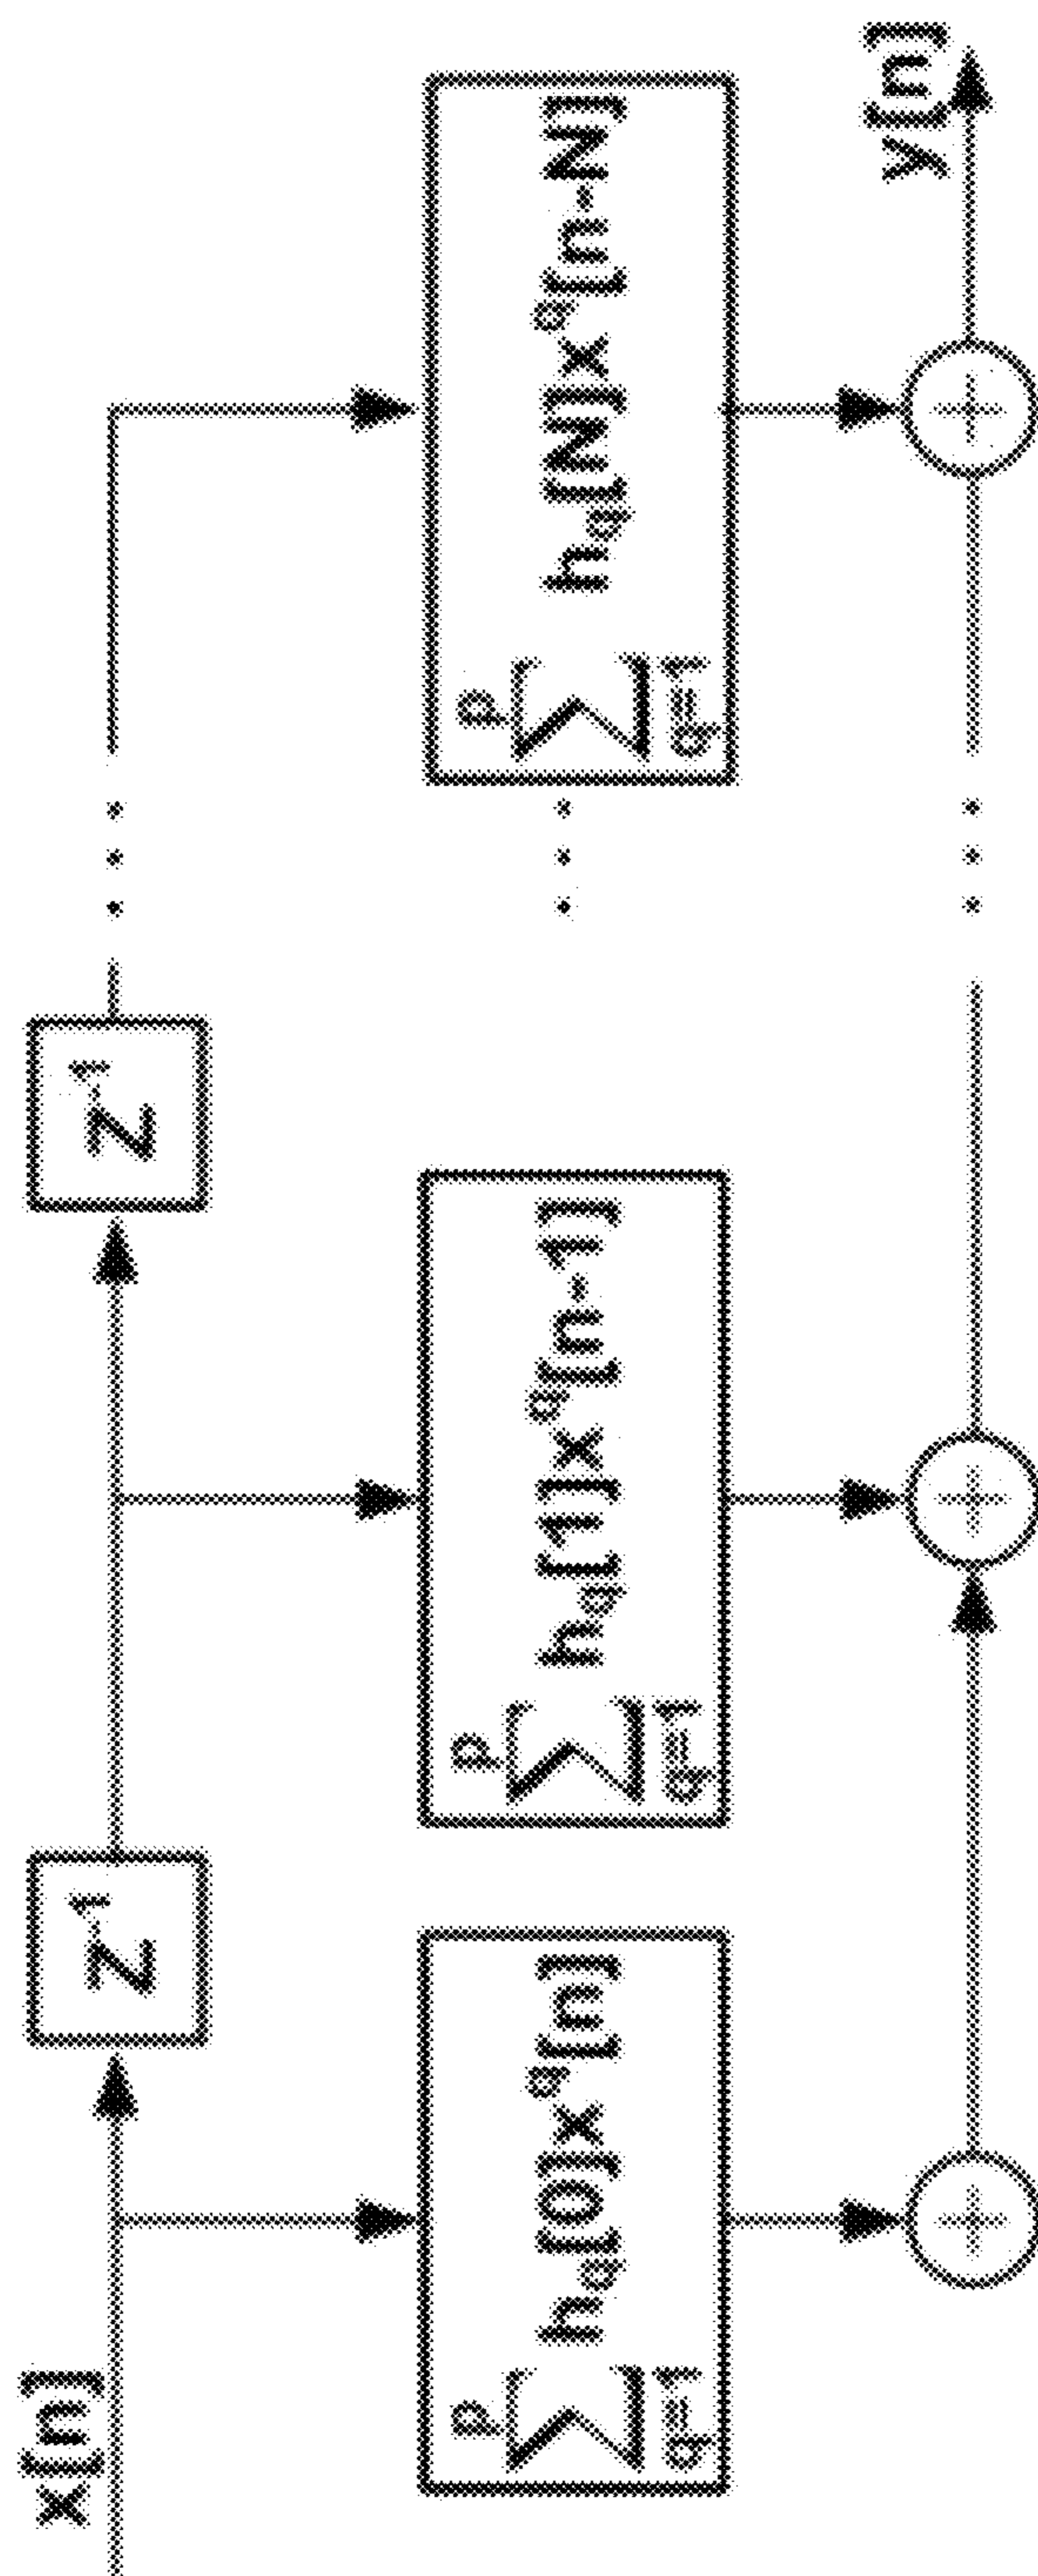 x[n]
z⁻¹
z⁻¹
p
∑ h_q[0]x^q[n]
q=1
p
∑ h_q[1]x^q[n-1]
q=1
p
∑ h_q[N]x^q[n-N]
q=1
y[n]